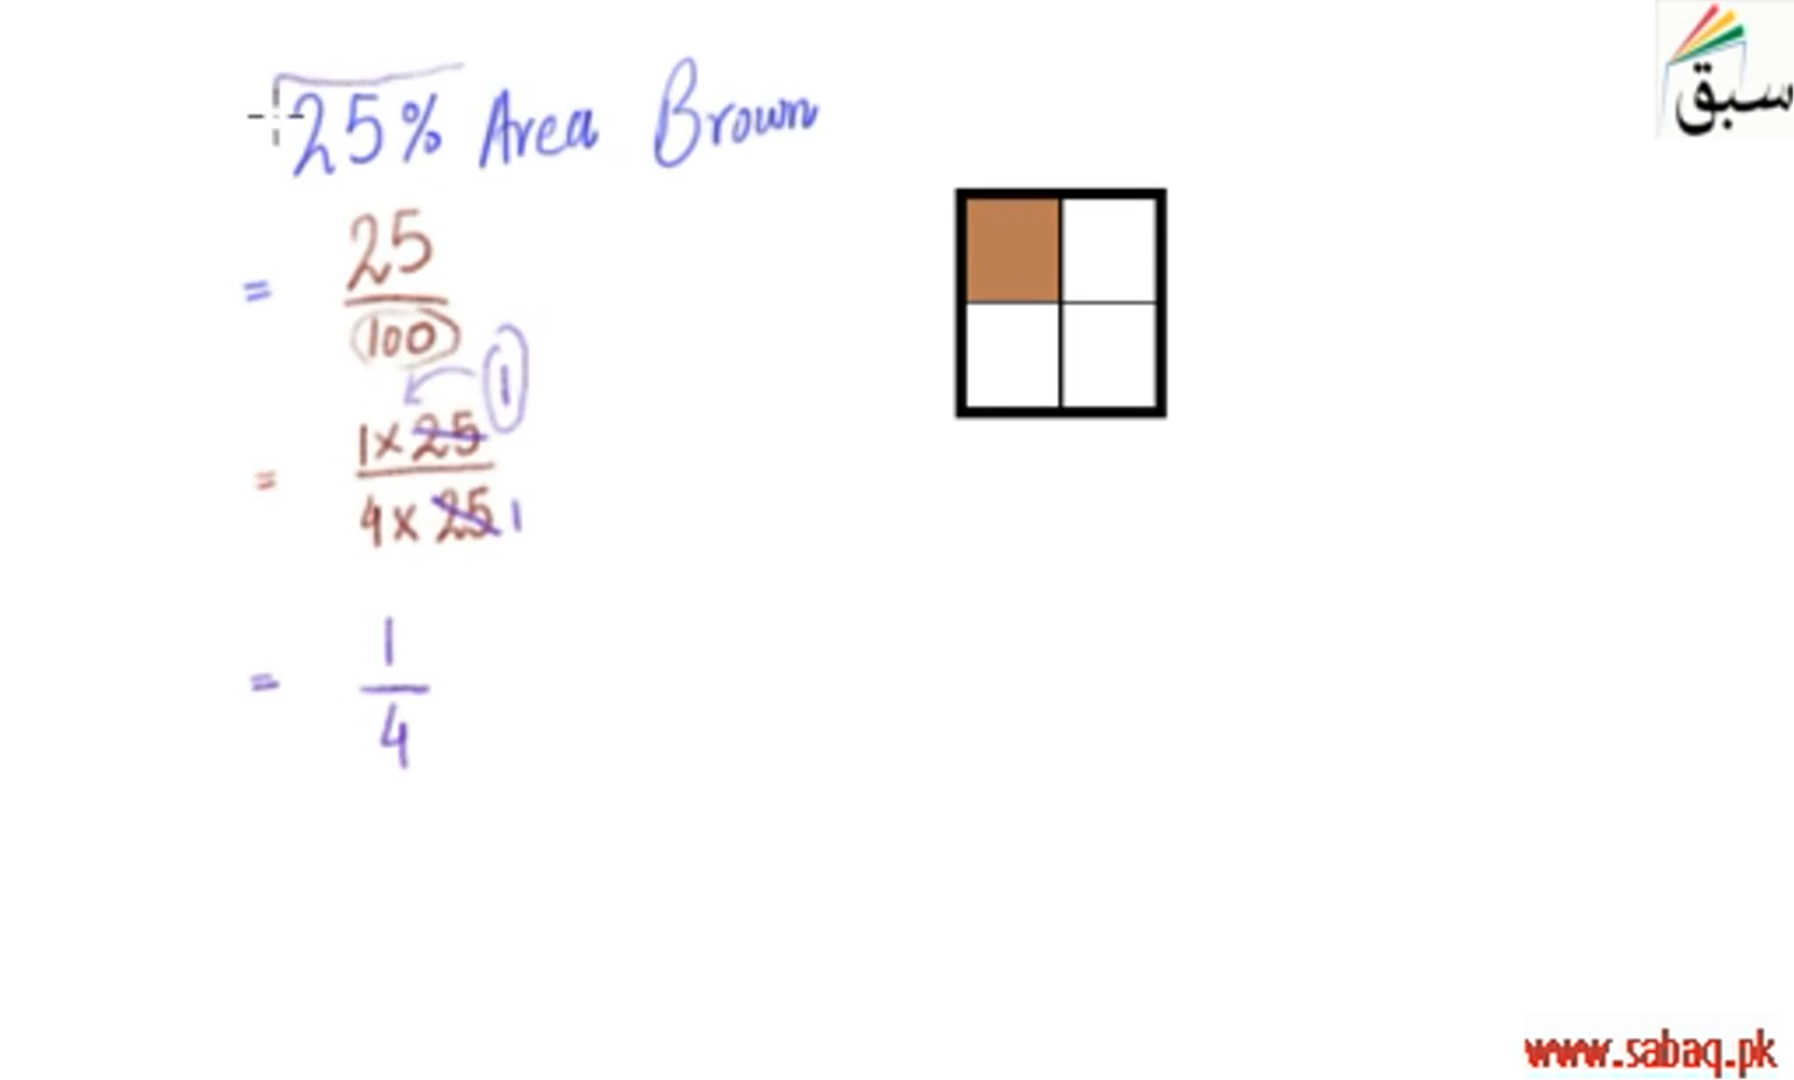 25% Area Brown
= 25/100
1
= 1×25/4×25 1
= 1/4
سبق
www.sabaq.pk